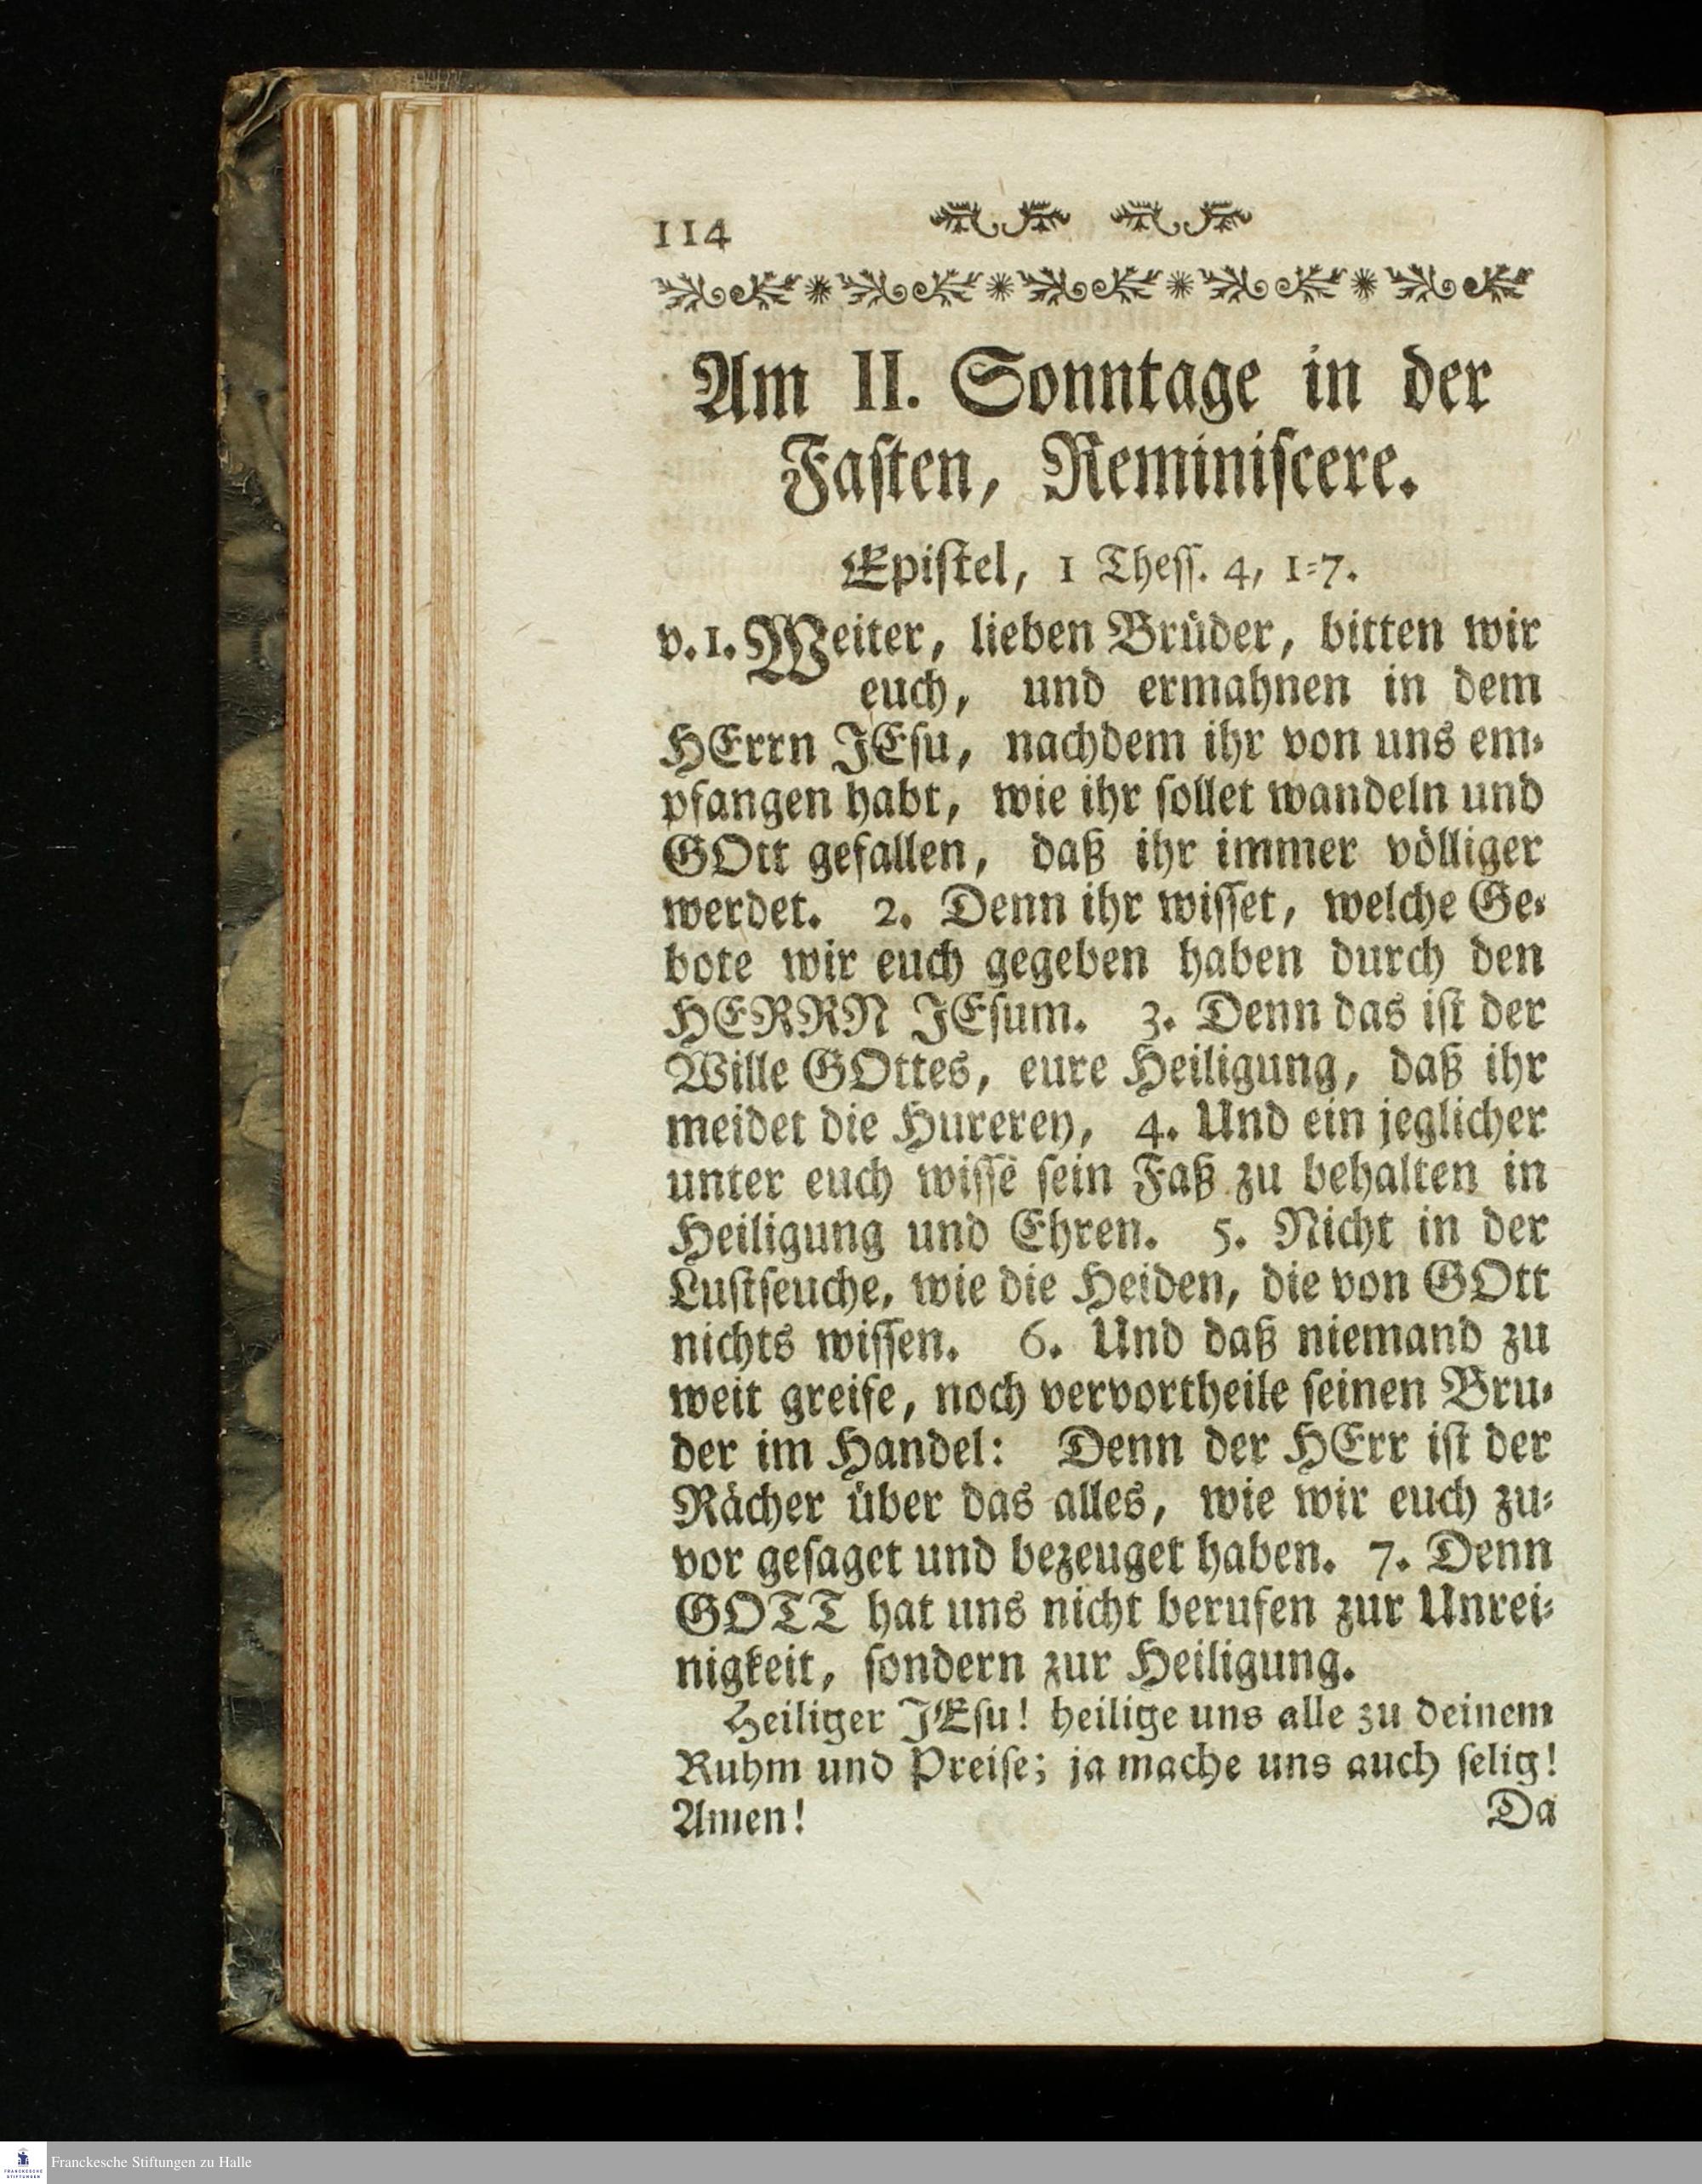 114
Am II. Sonntage in der
Faſten, Reminiſcere.
Epiſtel, 1 Theſſ. 4, 1-7.
v. 1. Weiter, lieben Brüder, bitten wir
euch, und ermahnen in dem
HErrn JEſu, nachdem ihr von uns em-
pfangen habt, wie ihr ſollet wandeln und
GOtt gefallen, daß ihr immer völliger
werdet. 2. Denn ihr wiſſet, welche Ge-
bote wir euch gegeben haben durch den
HERRN JEſum. 3. Denn das iſt der
Wille GOttes, eure Heiligung, daß ihr
meidet die Hurerey, 4. Und ein jeglicher
unter euch wiſſe ſein Faß zu behalten in
Heiligung und Ehren. 5. Nicht in der
Luſtſeuche, wie die Heiden, die von GOtt
nichts wiſſen. 6. Und daß niemand zu
weit greife, noch vervortheile ſeinen Bru-
der im Handel: Denn der HErr iſt der
Rächer über das alles, wie wir euch zu-
vor geſaget und bezeuget haben. 7. Denn
GOTT hat uns nicht berufen zur Unrei-
nigkeit, ſondern zur Heiligung.
Heiliger JEſu! heilige uns alle zu deinem
Ruhm und Preiſe; ja mache uns auch ſelig!
Amen! Da
FRANCKESCHE
STIFTUNGEN
Franckesche Stiftungen zu Halle